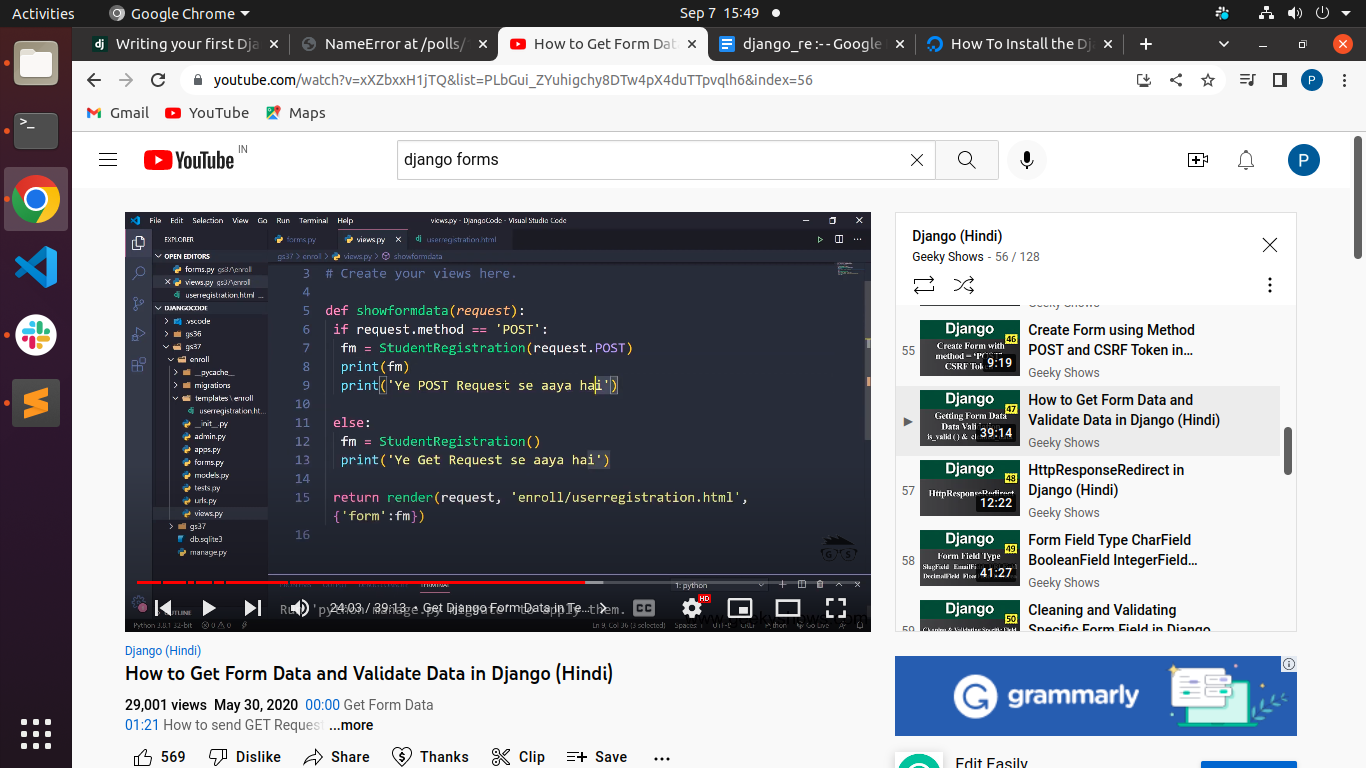 Activities
Google Chrome
Sep 7 15:49
Writing your first Dja
NameError at /polls/
How to Get Form Dat
django_re :-- Google
How To Install the Dj
youtube.com/watch?v=xXZbxxH1jTQ&list=PLbGui_ZYuhigchy8DTw4pX4duTTpvqlh6&index=56
P
Gmail
YouTube
Maps
YouTube IN
django forms
P
File Edit Selection View Go Run Terminal Help
views.py - DjangoCode - Visual Studio Code
EXPLORER
OPEN EDITORS
forms.py gs37\enroll
views.py gs37\enroll
userregistration.html ...
DJANGOCODE
.vscode
gs36
gs37
enroll
__pycache__
migrations
templates \ enroll
userregistration.ht...
__init__.py
admin.py
apps.py
forms.py
models.py
tests.py
urls.py
views.py
gs37
db.sqlite3
manage.py
forms.py
views.py
userregistration.html
gs37 > enroll > views.py > showformdata
3 # Create your views here.
4
5 def showformdata(request):
6 if request.method == 'POST':
7 fm = StudentRegistration(request.POST)
8 print(fm)
9 print('Ye POST Request se aaya hai')
10
11 else:
12 fm = StudentRegistration()
13 print('Ye Get Request se aaya hai')
14
15 return render(request, 'enroll/userregistration.html',
{'form':fm})
16
GS
TERMINAL
1: python
24:03 / 39:13 • Get Django Form Data in Te...
HD
Python 3.8.1 32-bit
Ln 9, Col 36 (3 selected)
Go Live
Django (Hindi)
How to Get Form Data and Validate Data in Django (Hindi)
29,001 views May 30, 2020 00:00 Get Form Data
01:21 How to send GET Request ...more
569
Dislike
Share
Thanks
Clip
Save
Django (Hindi)
Geeky Shows - 56 / 128
Geeky Shows
55
Django
46
Create Form with
method = 'POST'
CSRF Token
9:19
Create Form using Method
POST and CSRF Token in...
Geeky Shows
Django
47
Getting Form Data
Data Validation
is_valid ( ) &
39:14
How to Get Form Data and
Validate Data in Django (Hindi)
Geeky Shows
57
Django
48
HttpResponseRedirect
12:22
HttpResponseRedirect in
Django (Hindi)
Geeky Shows
58
Django
49
Form Field Type
41:27
Form Field Type CharField
BooleanField IntegerField...
Geeky Shows
59
Django
50
Cleaning and Validating
Specific Form Field in Django
grammarly
Edit Easily